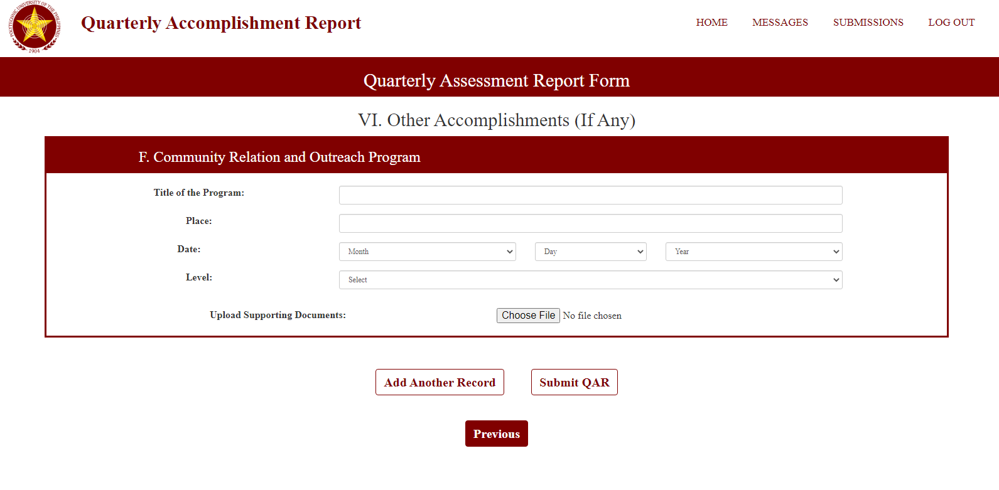 POLYTECHNIC UNIVERSITY OF THE PHILIPPINES
1904
Quarterly Accomplishment Report
HOME MESSAGES SUBMISSIONS LOG OUT
Quarterly Assessment Report Form
VI. Other Accomplishments (If Any)
F. Community Relation and Outreach Program
Title of the Program:
Place:
Date: Month Day Year
Level: Select
Upload Supporting Documents: Choose File No file chosen
Add Another Record Submit QAR
Previous